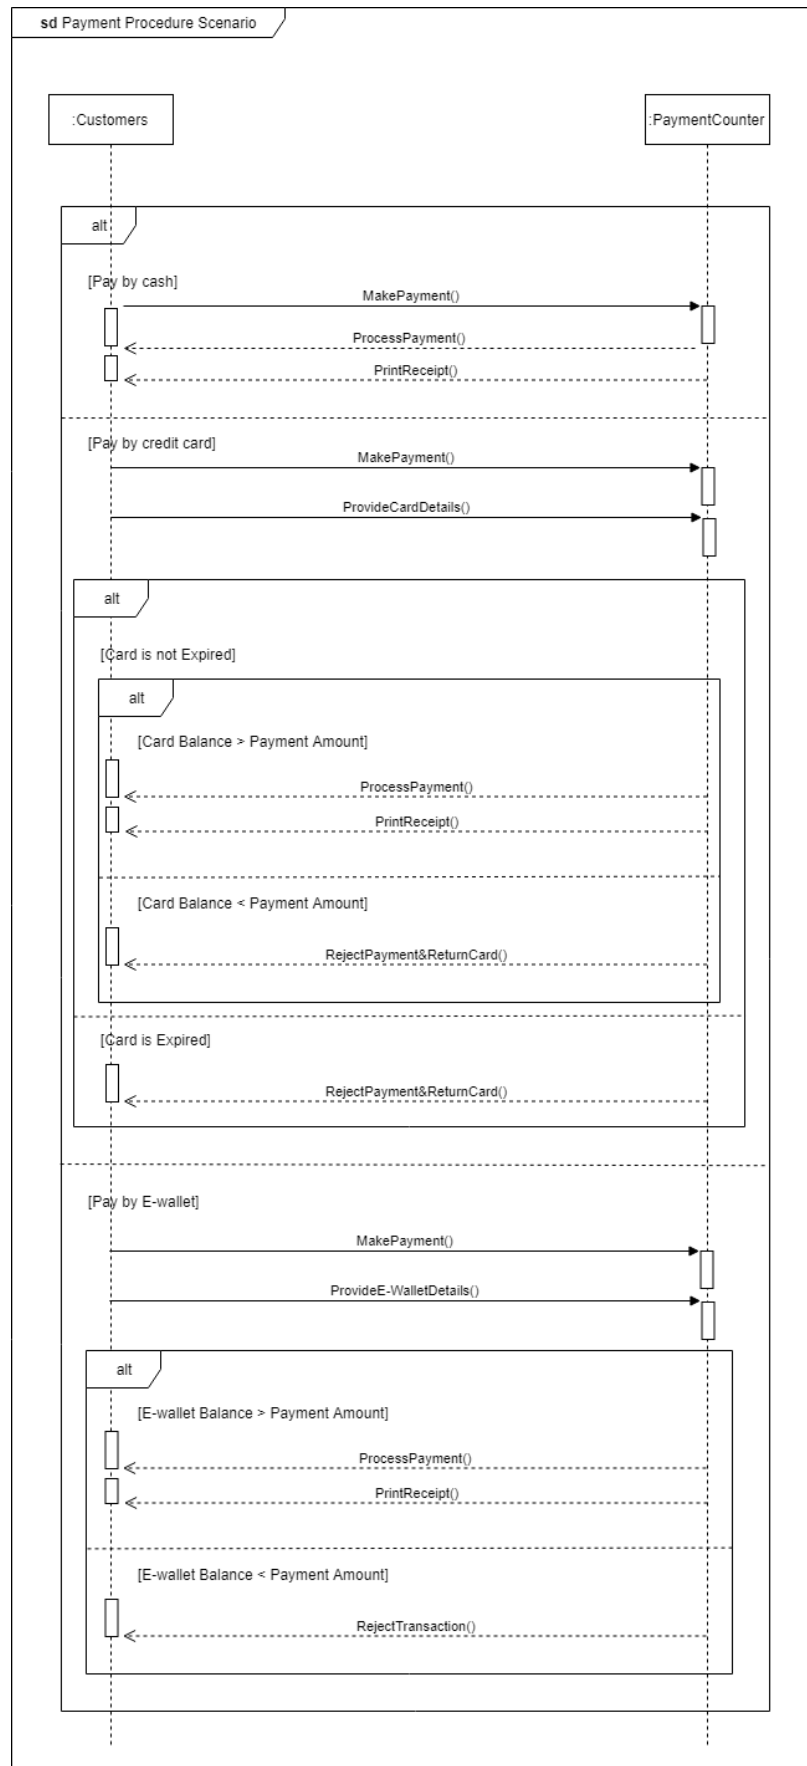 sd Payment Procedure Scenario
:Customers
:PaymentCounter
alt
[Pay by cash]
MakePayment()
ProcessPayment()
PrintReceipt()
[Pay by credit card]
MakePayment()
ProvideCardDetails()
alt
[Card is not Expired]
alt
[Card Balance > Payment Amount]
ProcessPayment()
PrintReceipt()
[Card Balance < Payment Amount]
RejectPayment&ReturnCard()
[Card is Expired]
RejectPayment&ReturnCard()
[Pay by E-wallet]
MakePayment()
ProvideE-WalletDetails()
alt
[E-wallet Balance > Payment Amount]
ProcessPayment()
PrintReceipt()
[E-wallet Balance < Payment Amount]
RejectTransaction()